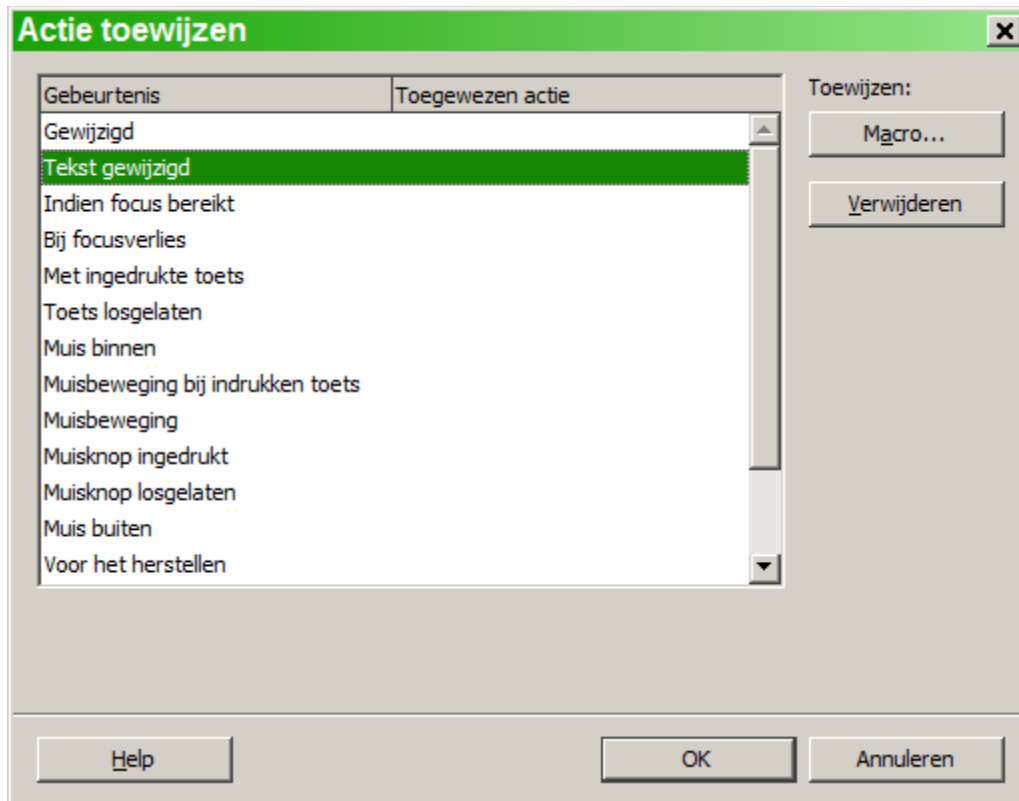 Actie toewijzen
Gebeurtenis Toegewezen actie
Toewijzen:
Gewijzigd
Macro...
Tekst gewijzigd
Indien focus bereikt
Verwijderen
Bij focusverlies
Met ingedrukte toets
Toets losgelaten
Muis binnen
Muisbeweging bij indrukken toets
Muisbeweging
Muisknop ingedrukt
Muisknop losgelaten
Muis buiten
Voor het herstellen
Help OK Annuleren